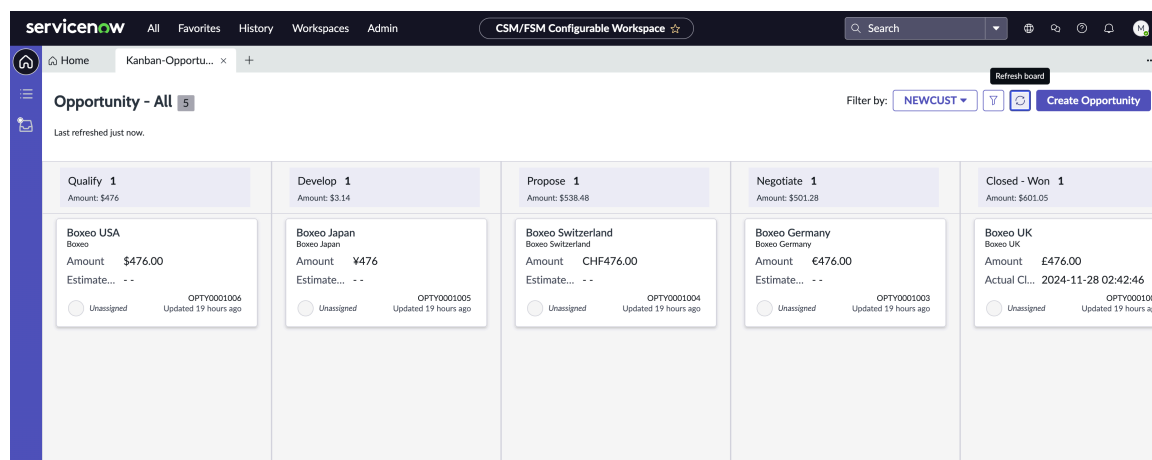 servicenow All Favorites History Workspaces Admin CSM/FSM Configurable Workspace Search M
Home Kanban-Opportu... × +
Refresh board
Opportunity - All 5 Filter by: NEWCUST Create Opportunity
Last refreshed just now.
Qualify 1
Amount: $476
Develop 1
Amount: $3.14
Propose 1
Amount: $538.48
Negotiate 1
Amount: $501.28
Closed - Won 1
Amount: $601.05
Boxeo USA
Boxeo
Amount $476.00
Estimate... - -
OPTY0001006
Unassigned Updated 19 hours ago
Boxeo Japan
Boxeo Japan
Amount ¥476
Estimate... - -
OPTY0001005
Unassigned Updated 19 hours ago
Boxeo Switzerland
Boxeo Switzerland
Amount CHF476.00
Estimate... - -
OPTY0001004
Unassigned Updated 19 hours ago
Boxeo Germany
Boxeo Germany
Amount €476.00
Estimate... - -
OPTY0001003
Unassigned Updated 19 hours ago
Boxeo UK
Boxeo UK
Amount £476.00
Actual Cl... 2024-11-28 02:42:46
Unassigned Updated 19 hours